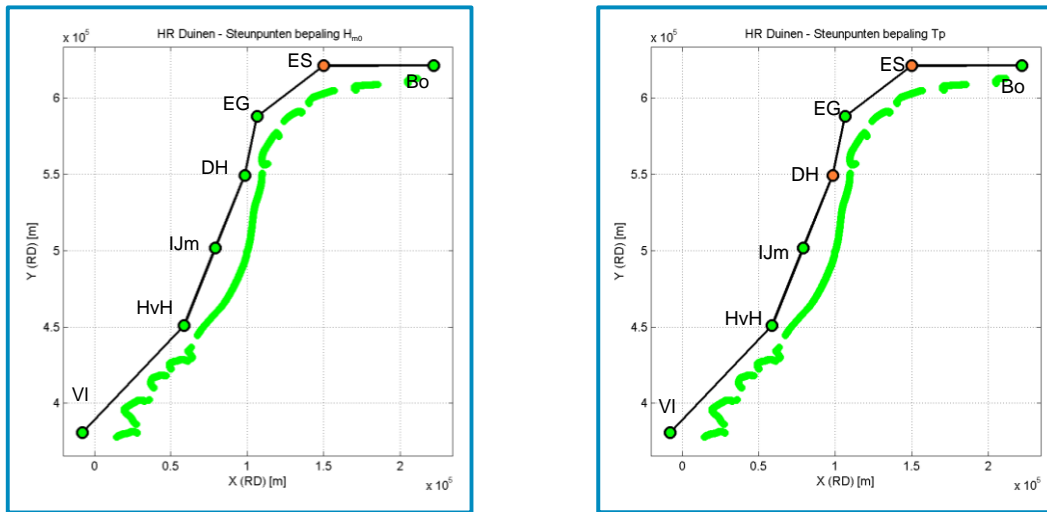 HR Duinen - Steunpunten bepaling Hm0
x 10^5
ES
Bo
6
EG
5.5
DH
IJm
5
HvH
4.5
VI
4
Y (RD) [m]
0 0.5 1 1.5 2
X (RD) [m]
x 10^5
HR Duinen - Steunpunten bepaling Tp
x 10^5
ES
Bo
6
EG
5.5
DH
IJm
5
HvH
4.5
VI
4
Y (RD) [m]
0 0.5 1 1.5 2
X (RD) [m]
x 10^5